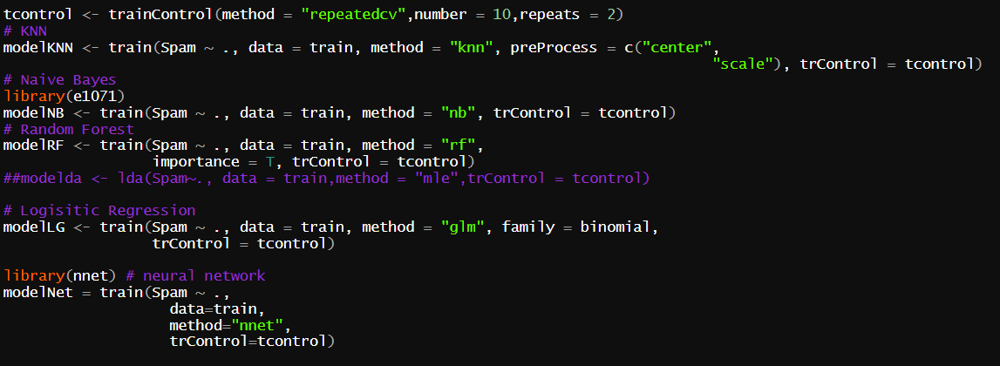 tcontrol <- trainControl(method = "repeatedcv",number = 10,repeats = 2)
# KNN
modelKNN <- train(Spam ~ ., data = train, method = "knn", preProcess = c("center",
"scale"), trControl = tcontrol)
# Naive Bayes
library(e1071)
modelNB <- train(Spam ~ ., data = train, method = "nb", trControl = tcontrol)
# Random Forest
modelRF <- train(Spam ~ ., data = train, method = "rf",
importance = T, trControl = tcontrol)
##modelda <- lda(Spam~., data = train,method = "mle",trControl = tcontrol)
# Logisitic Regression
modelLG <- train(Spam ~ ., data = train, method = "glm", family = binomial,
trControl = tcontrol)
library(nnet) # neural network
modelNet = train(Spam ~ .,
data=train,
method="nnet",
trControl=tcontrol)